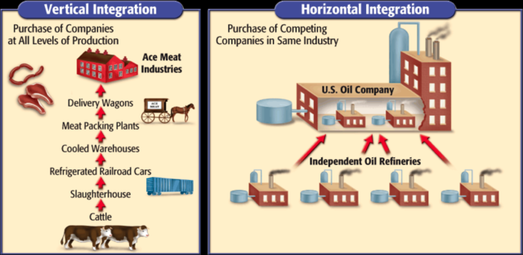 Vertical Integration
Purchase of Companies
at All Levels of Production
Ace Meat
Industries
Delivery Wagons
Meat Packing Plants
Cooled Warehouses
Refrigerated Railroad Cars
Slaughterhouse
Cattle
Horizontal Integration
Purchase of Competing
Companies in Same Industry
U.S. Oil Company
Independent Oil Refineries